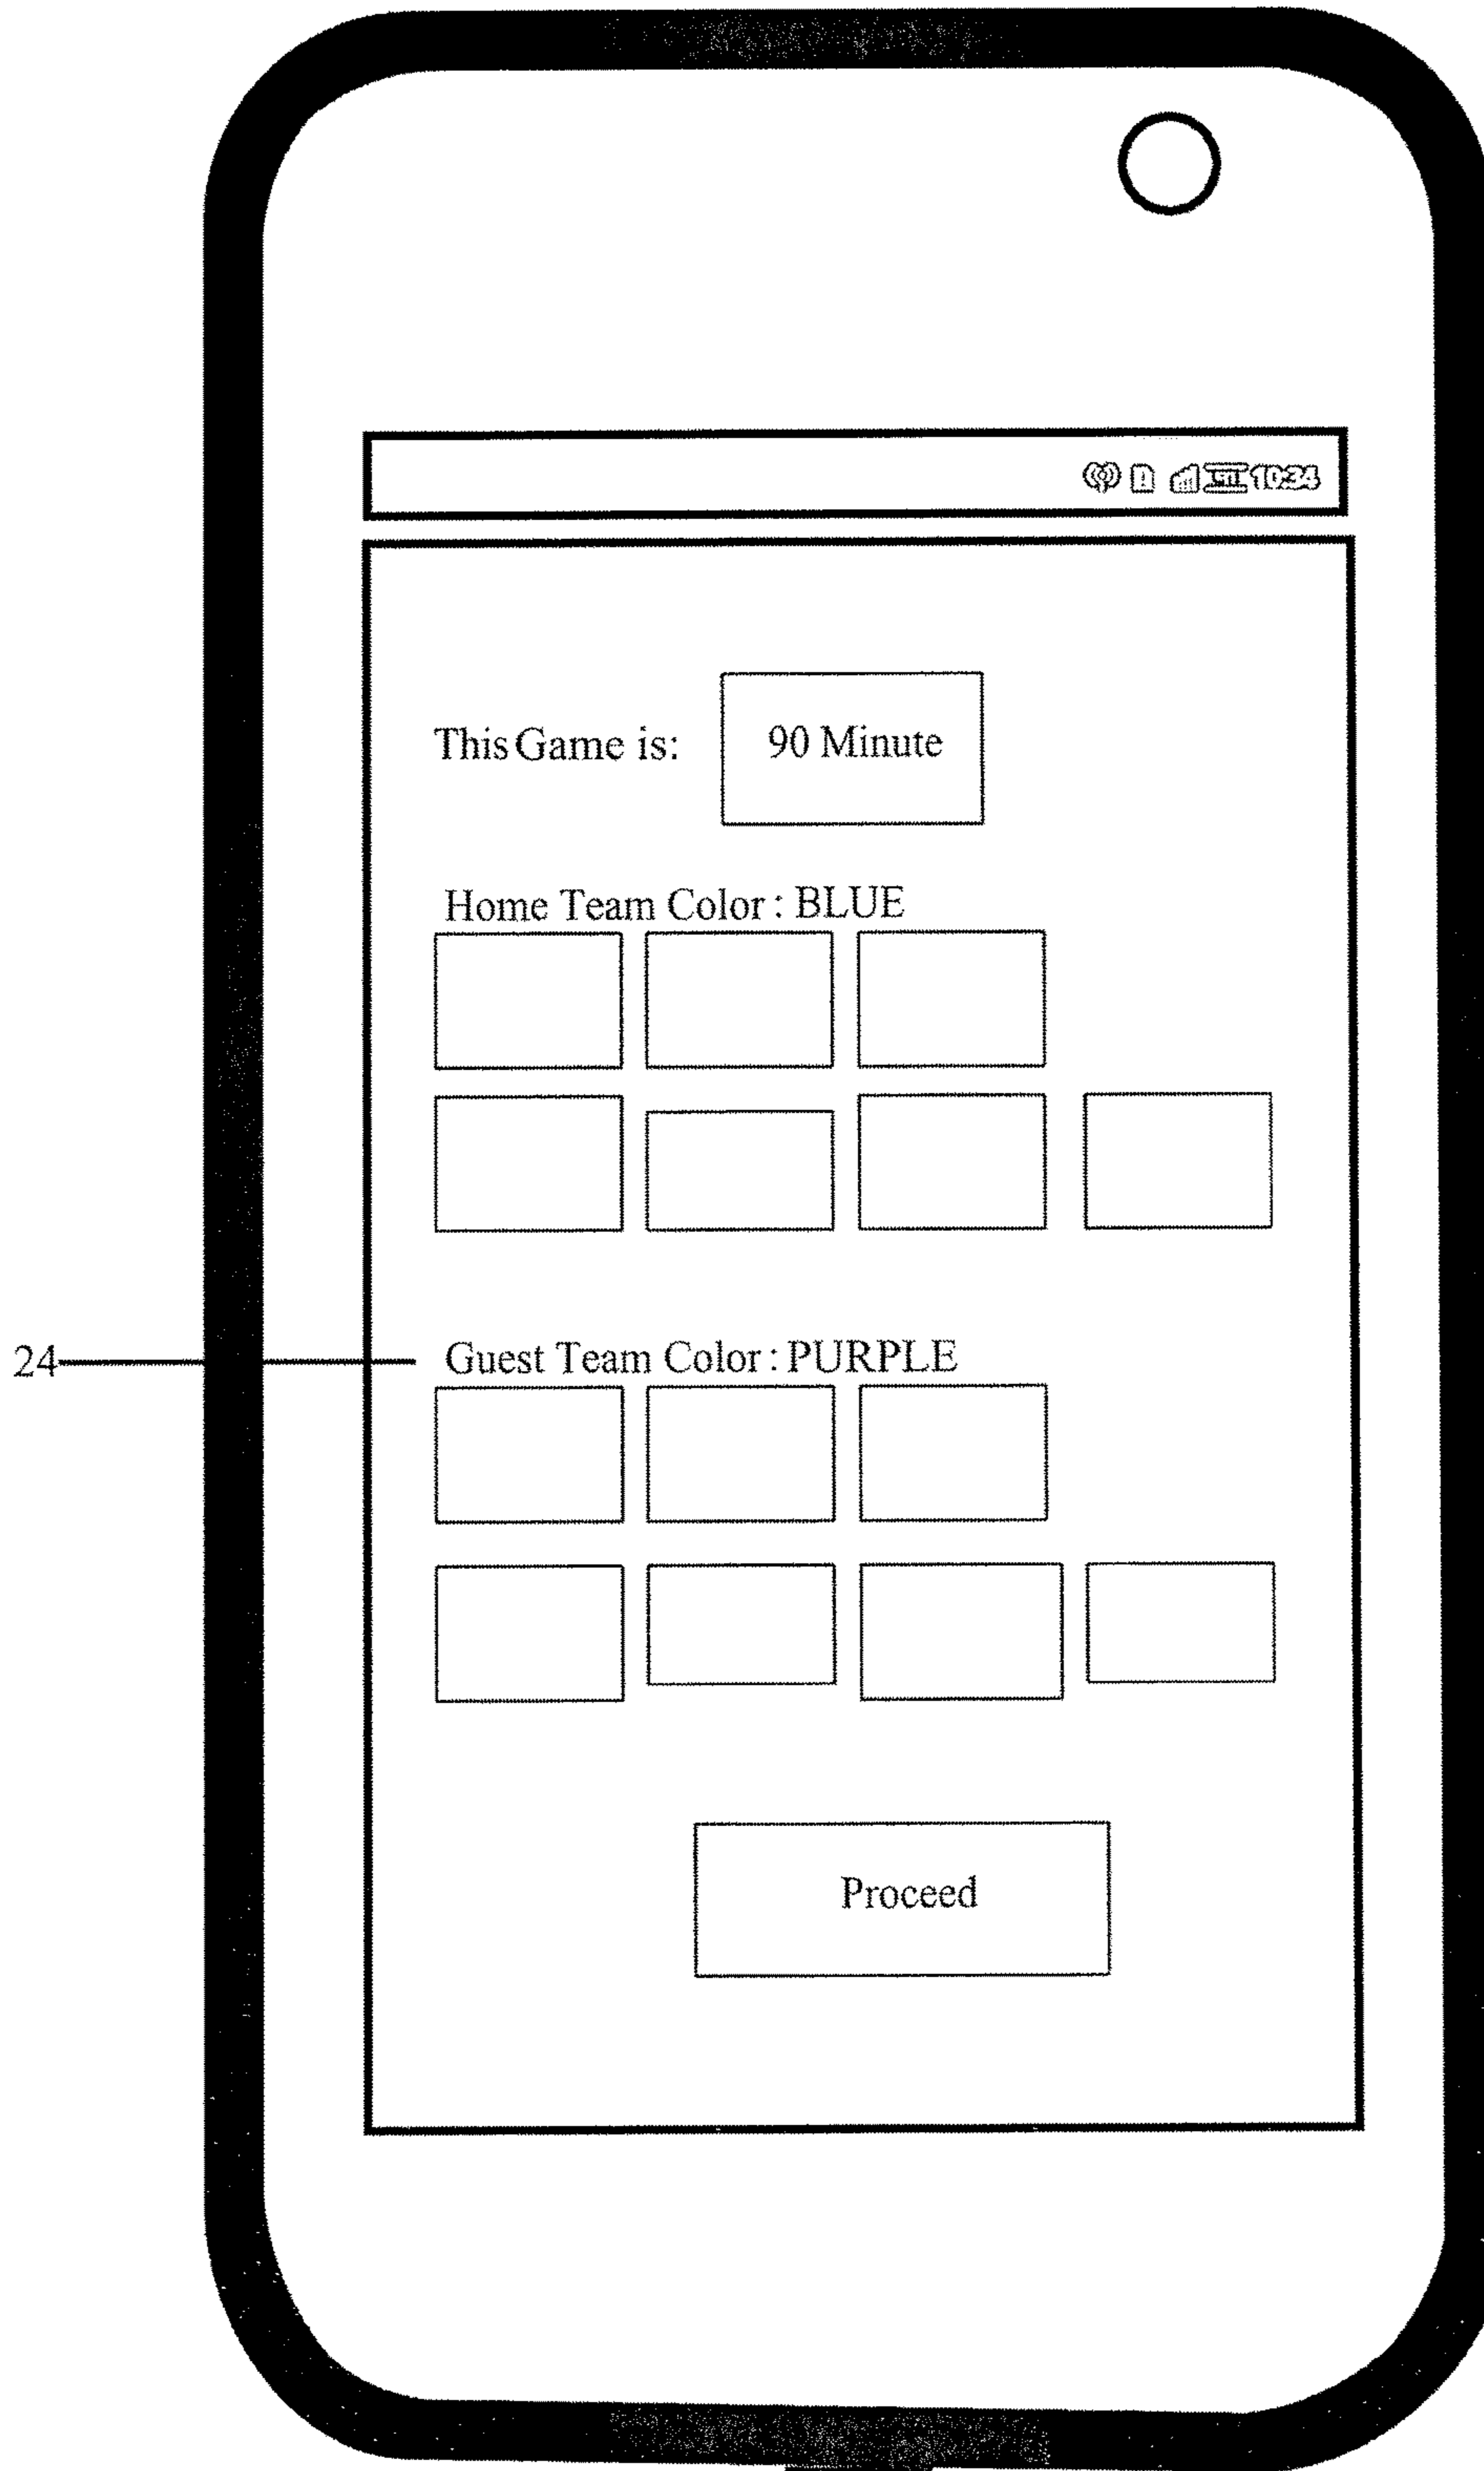 10:34
This Game is: 90 Minute
Home Team Color : BLUE
24 Guest Team Color : PURPLE
Proceed